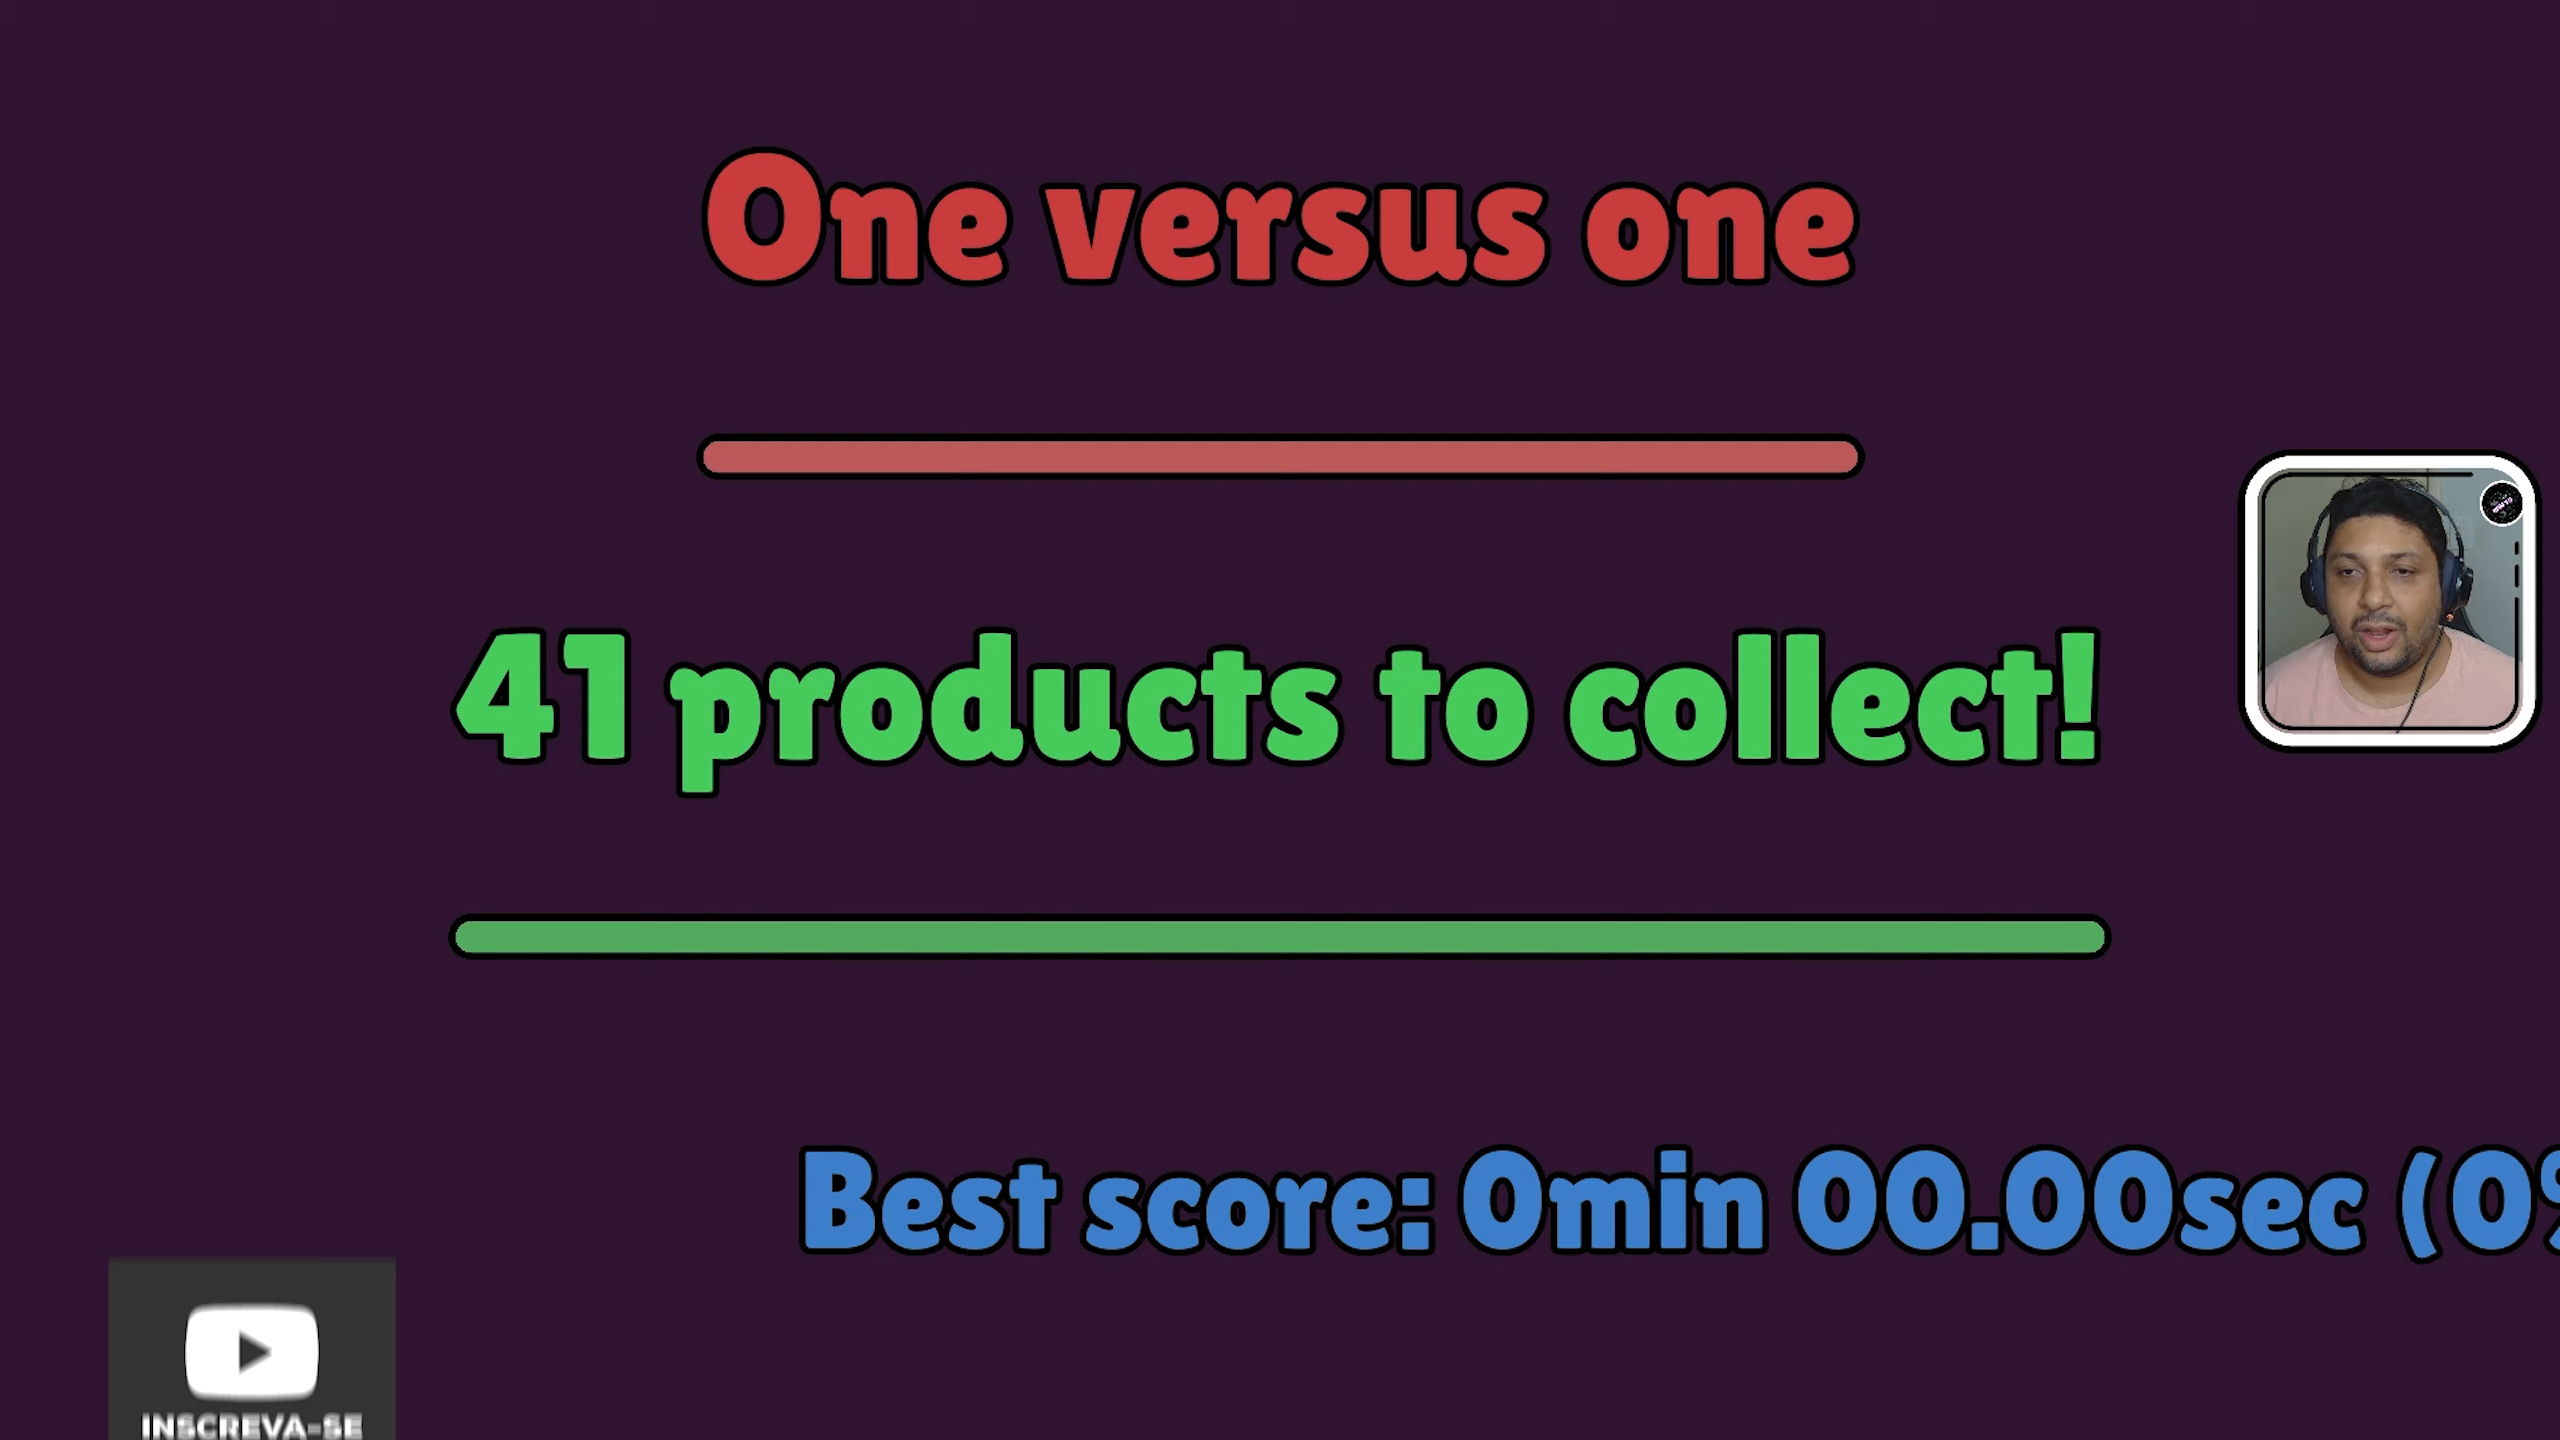 One versus one
41 products to collect!
Best score: 0min 00.00sec (0%
INSCREVA-SE